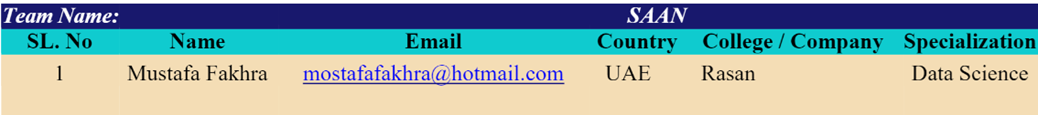 Team Name: SAAN
SL. No Name Email Country College / Company Specialization
1 Mustafa Fakhra mostafafakhra@hotmail.com UAE Rasan Data Science